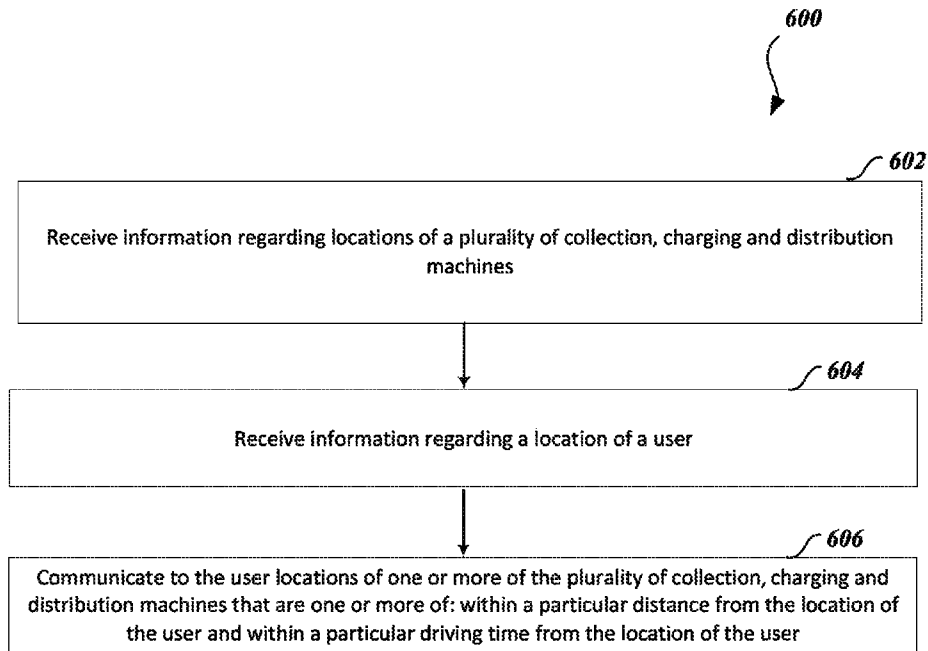 600
602
Receive information regarding locations of a plurality of collection, charging and distribution
machines
604
Receive information regarding a location of a user
606
Communicate to the user locations of one or more of the plurality of collection, charging and
distribution machines that are one or more of: within a particular distance from the location of
the user and within a particular driving time from the location of the user